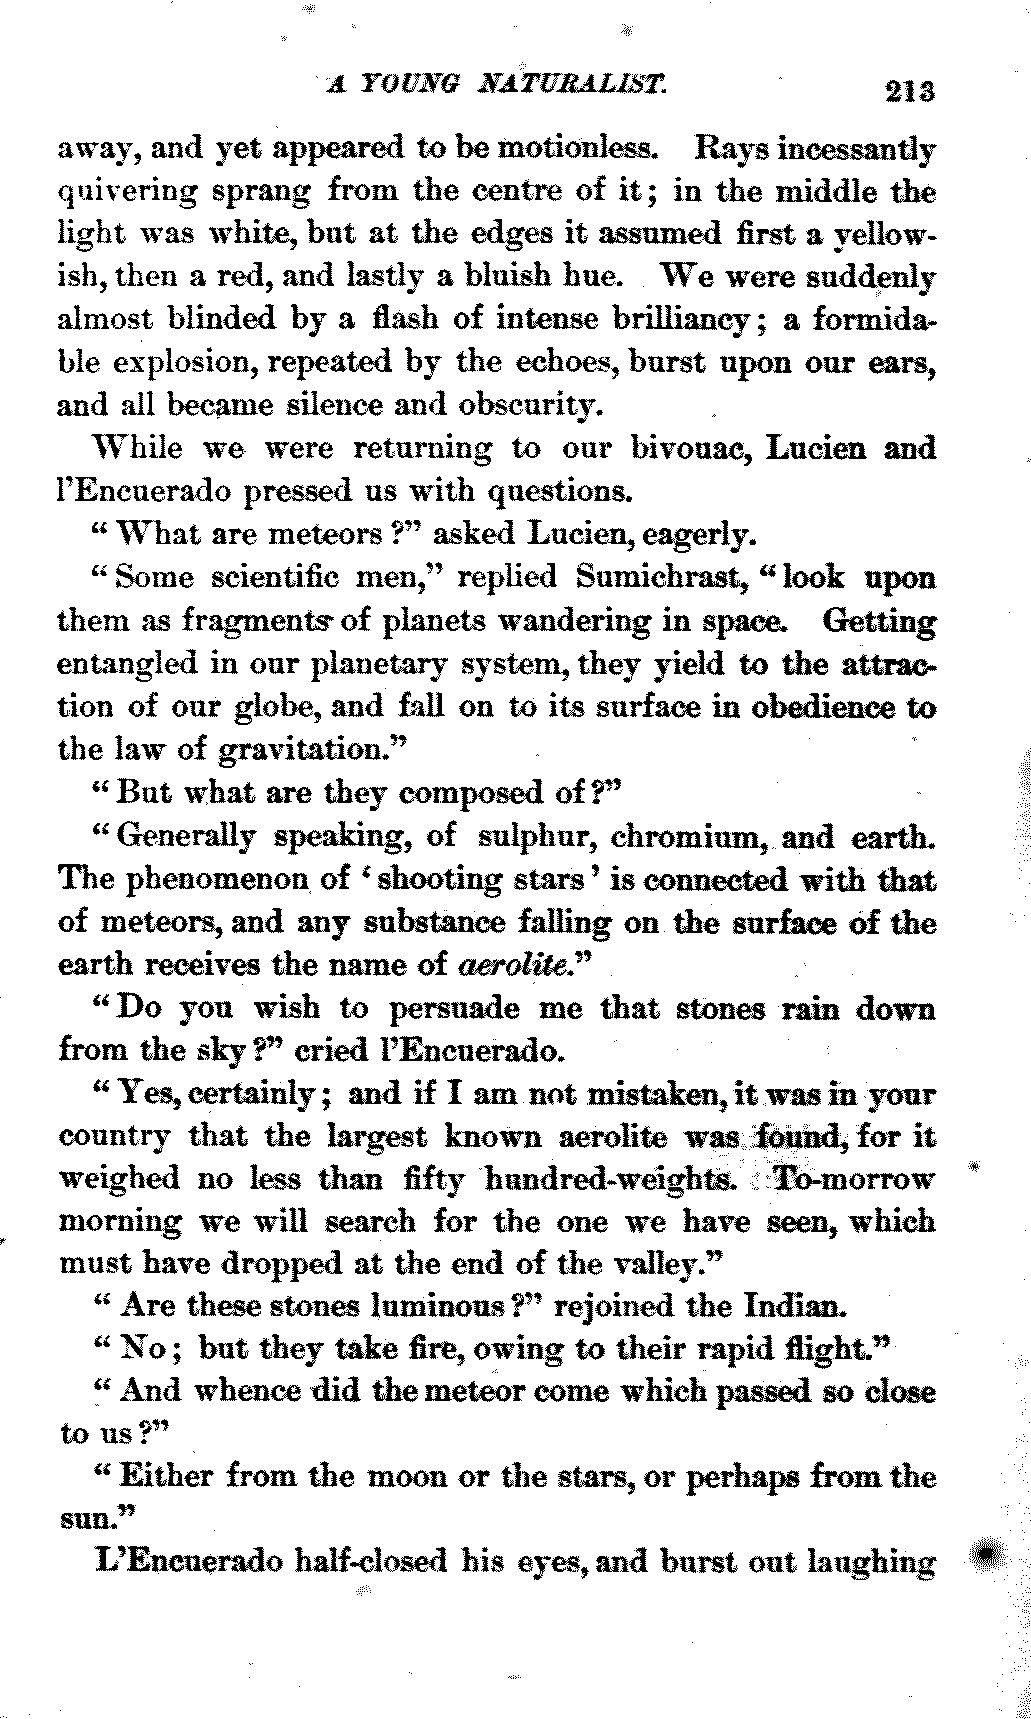 A YOUNG NATURALIST. 213
away, and yet appeared to be motionless. Rays incessantly
quivering sprang from the centre of it; in the middle the
light was white, but at the edges it assumed first a yellow-
ish, then a red, and lastly a bluish hue. We were suddenly
almost blinded by a flash of intense brilliancy; a formida-
ble explosion, repeated by the echoes, burst upon our ears,
and all became silence and obscurity.
While we were returning to our bivouac, Lucien and
l'Encuerado pressed us with questions.
"What are meteors?" asked Lucien, eagerly.
"Some scientific men," replied Sumichrast, "look upon
them as fragments of planets wandering in space. Getting
entangled in our planetary system, they yield to the attrac-
tion of our globe, and fall on to its surface in obedience to
the law of gravitation."
"But what are they composed of?"
"Generally speaking, of sulphur, chromium, and earth.
The phenomenon of 'shooting stars' is connected with that
of meteors, and any substance falling on the surface of the
earth receives the name of aerolite."
"Do you wish to persuade me that stones rain down
from the sky?" cried l'Encuerado.
"Yes, certainly; and if I am not mistaken, it was in your
country that the largest known aerolite was found, for it
weighed no less than fifty hundred-weights. To-morrow
morning we will search for the one we have seen, which
must have dropped at the end of the valley."
"Are these stones luminous?" rejoined the Indian.
"No; but they take fire, owing to their rapid flight."
"And whence did the meteor come which passed so close
to us?"
"Either from the moon or the stars, or perhaps from the
sun."
L'Encuerado half-closed his eyes, and burst out laughing